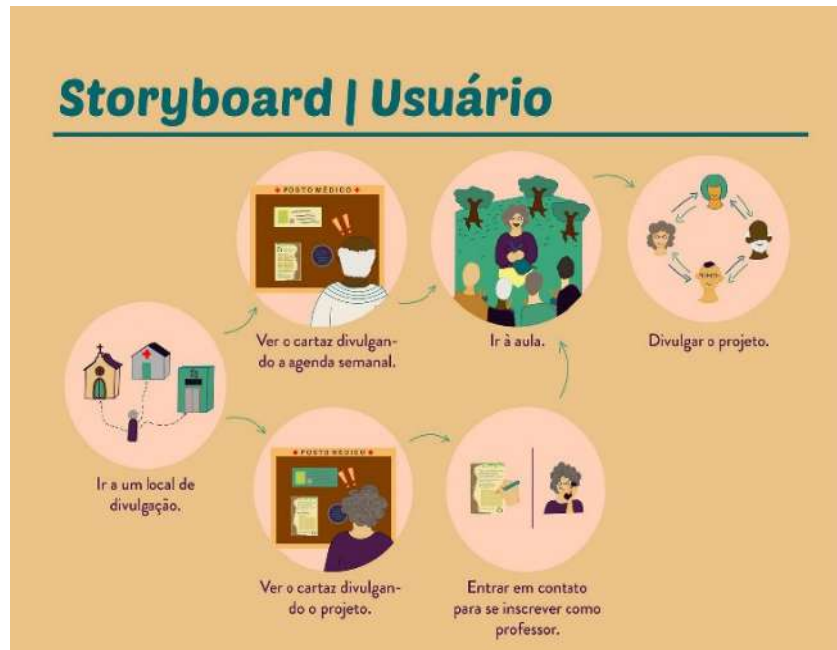 Storyboard | Usuário
POSTO MÉDICO
Ver o cartaz divulgan-
do a agenda semanal.
Ir à aula.
Divulgar o projeto.
Ir a um local de
divulgação.
POSTO MÉDICO
Ver o cartaz divulgan-
do o projeto.
Entrar em contato
para se inscrever como
professor.